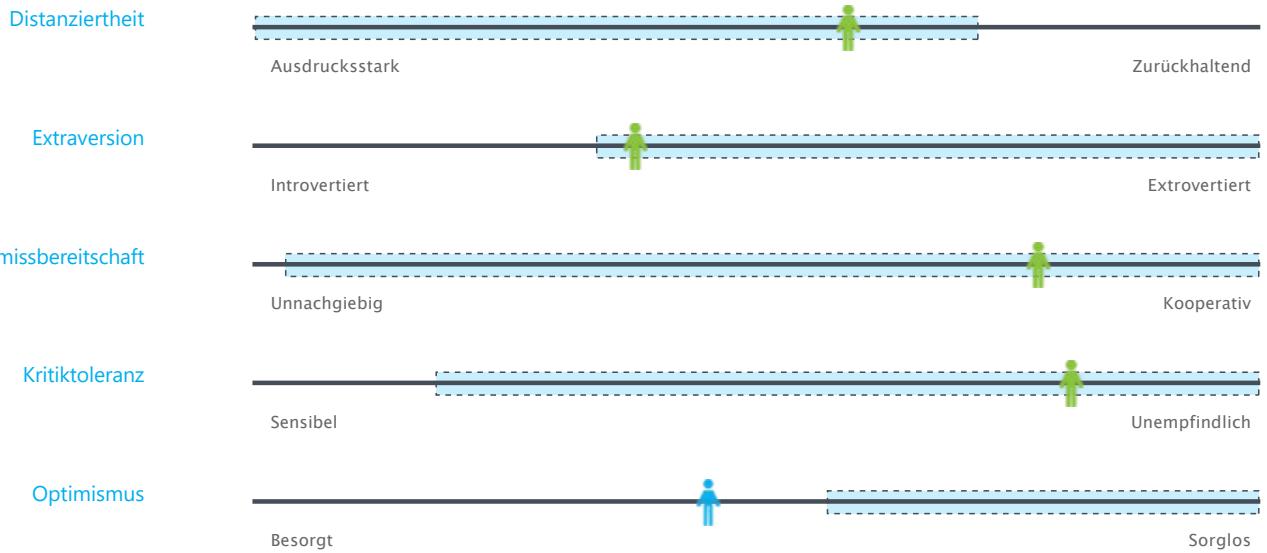 Distanziertheit
Ausdrucksstark Zurückhaltend
Extraversion
Introvertiert Extrovertiert
missbereitschaft
Unnachgiebig Kooperativ
Kritiktoleranz
Sensibel Unempfindlich
Optimismus
Besorgt Sorglos